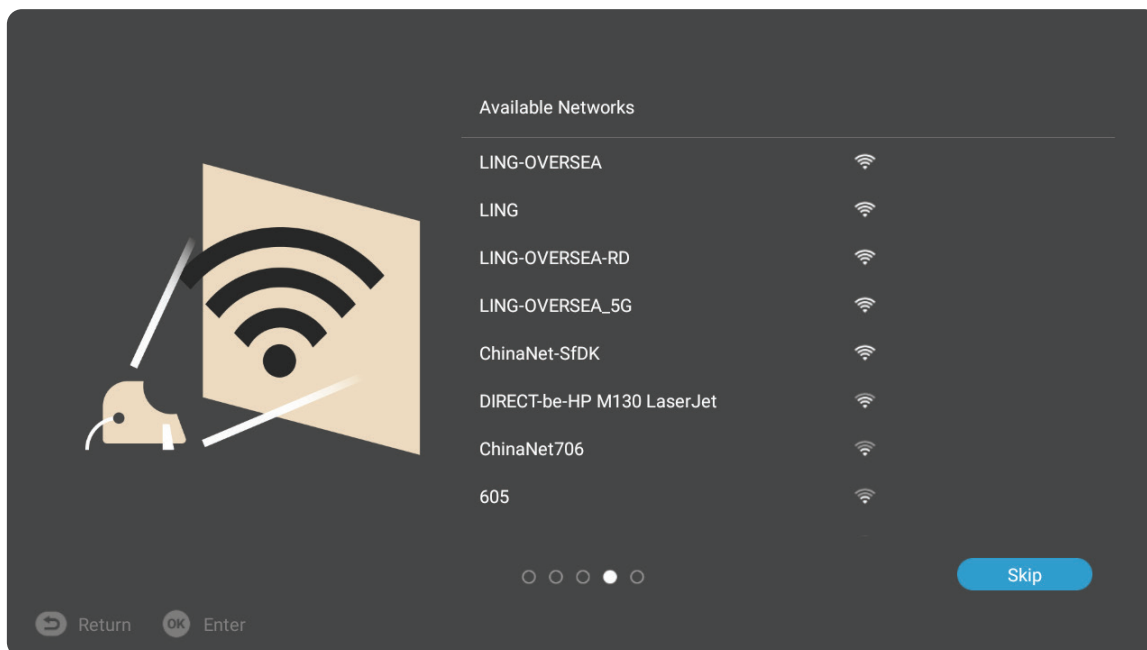 Available Networks
LING-OVERSEA
LING
LING-OVERSEA-RD
LING-OVERSEA_5G
ChinaNet-SfDK
DIRECT-be-HP M130 LaserJet
ChinaNet706
605
Skip
Return OK Enter